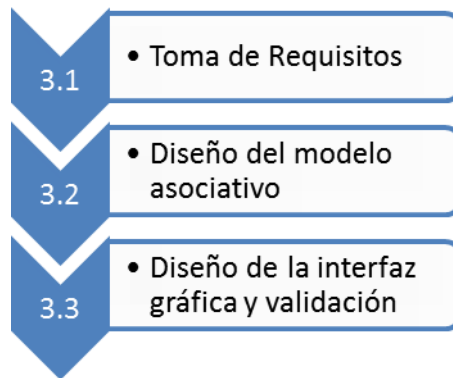 3.1
• Toma de Requisitos
3.2
• Diseño del modelo
asociativo
3.3
• Diseño de la interfaz
gráfica y validación